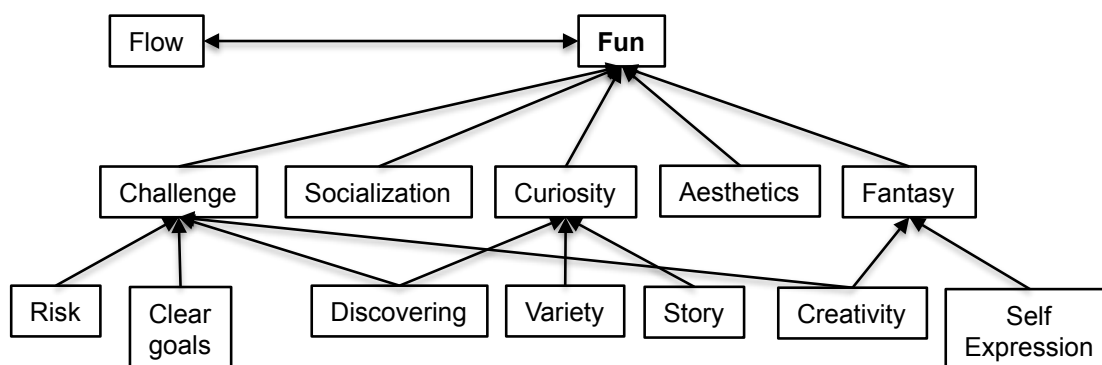 Flow
Fun
Challenge
Socialization
Curiosity
Aesthetics
Fantasy
Risk
Clear
goals
Discovering
Variety
Story
Creativity
Self
Expression